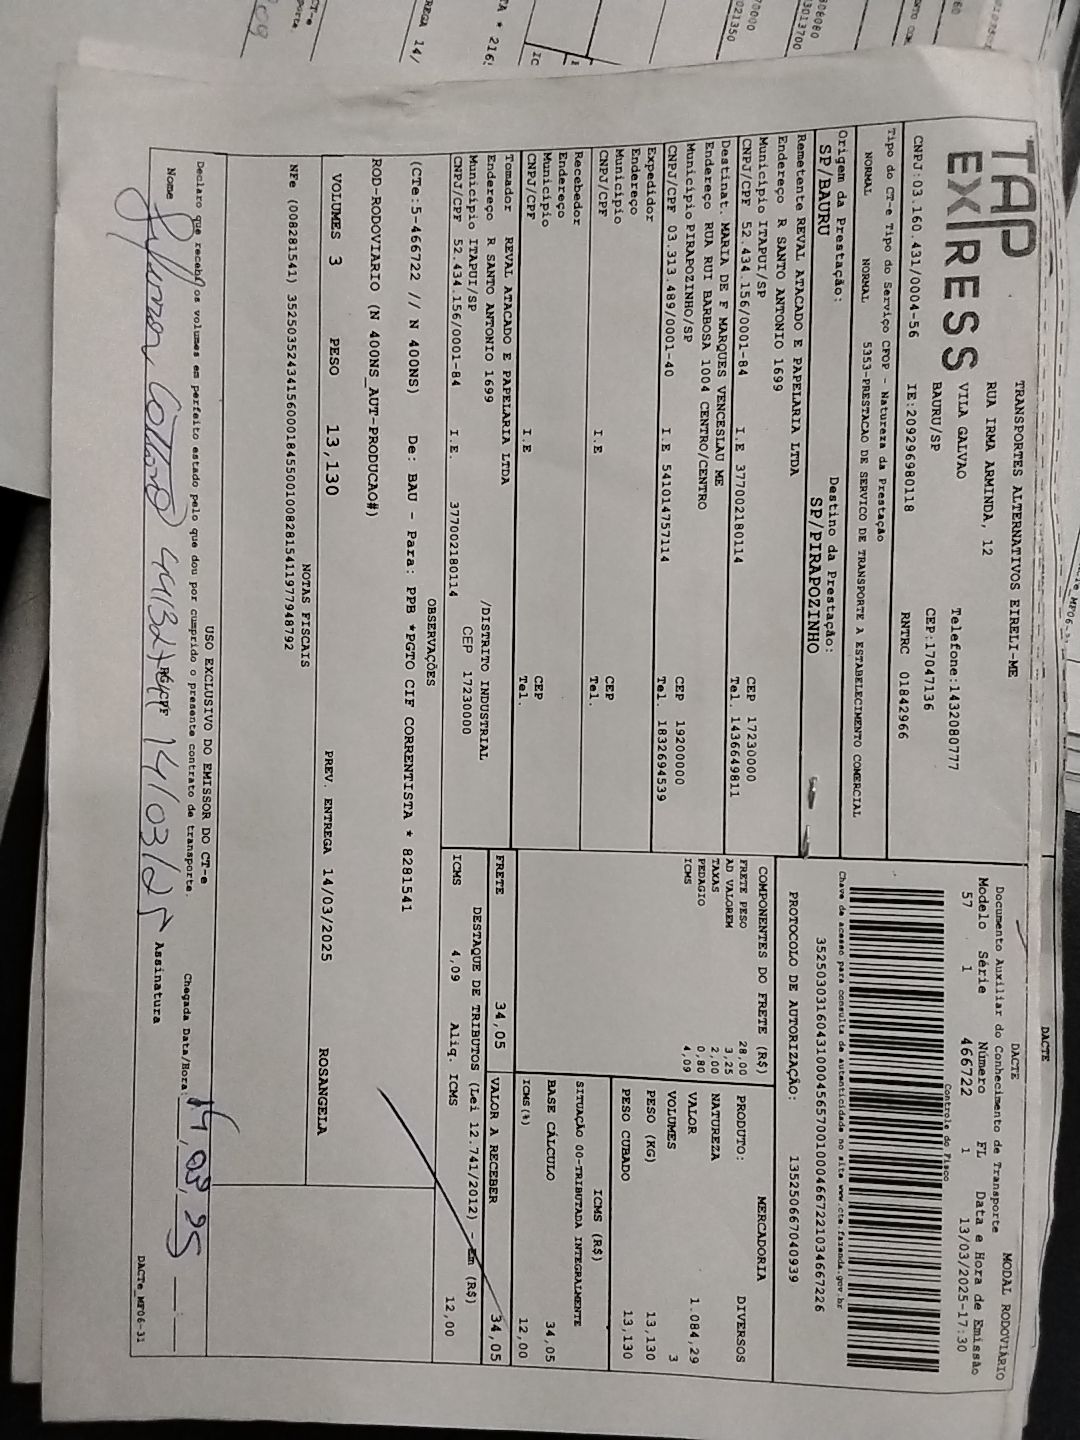 TAP
EXPRESS
TRANSPORTES ALTERNATIVOS EIRELI-ME
RUA IRMA ARMINDA, 12
VILA GALVAO Telefone:1432080777
BAURU/SP CEP:17047136
CNPJ:03.160.431/0004-56 IE:209296980118 RNTRC 01842966
Tipo do CT-e Tipo do Serviço CFOP - Natureza da Prestação
NORMAL NORMAL 5353-PRESTACAO DE SERVICO DE TRANSPORTE A ESTABELECIMENTO COMERCIAL
Origem da Prestação: Destino da Prestação:
SP/BAURU SP/PIRAPOZINHO
Remetente REVAL ATACADO E PAPELARIA LTDA
Endereço R SANTO ANTONIO 1699
Município ITAPUI/SP CEP 17230000
CNPJ/CPF 52.434.156/0001-84 I.E 377002180114 Tel. 1436649811
Destinat. MARIA DE F MARQUES VENCESLAU ME
Endereço RUA RUI BARBOSA 1004 CENTRO/CENTRO
Município PIRAPOZINHO/SP CEP 19200000
CNPJ/CPF 03.313.489/0001-40 I.E 541014757114 Tel. 1832694539
Expedidor
Endereço
Município CEP
CNPJ/CPF I.E Tel.
Recebedor
Endereço
Município CEP
CNPJ/CPF I.E Tel.
Tomador REVAL ATACADO E PAPELARIA LTDA
Endereço R SANTO ANTONIO 1699 /DISTRITO INDUSTRIAL
Município ITAPUI/SP CEP 17230000
CNPJ/CPF 52.434.156/0001-84 I.E. 377002180114
DACTE
DACTE MODAL RODOVIÁRIO
Documento Auxiliar do Conhecimento de Transporte
Modelo Série Número FL Data e Hora de Emissão
57 1 466722 1 13/03/2025-17:30
Controle do Fisco
Chave de acesso para consulta de autenticidade no site www.cte.fazenda.gov.br
35250303160431000456570010004667221034667226
PROTOCOLO DE AUTORIZAÇÃO: 135250667040939
COMPONENTES DO FRETE (R$)
FRETE PESO 28,00
AD VALOREM 3,25
TAXAS 2,00
PEDAGIO 0,80
ICMS 4,09
MERCADORIA
PRODUTO: DIVERSOS
NATUREZA
VALOR 1.084,29
VOLUMES 3
PESO (KG) 13,130
PESO CUBADO 13,130
ICMS (R$)
SITUAÇÃO 00-TRIBUTADA INTEGRALMENTE
BASE CÁLCULO 34,05
ICMS(%) 12,00
FRETE 34,05 VALOR A RECEBER 34,05
DESTAQUE DE TRIBUTOS (Lei 12.741/2012) - Em (R$)
ICMS 4,09 Aliq. ICMS 12,00
OBSERVAÇÕES
(CTe:5-466722 // N 400NS) De: BAU - Para: PPB *PGTO CIF CORRENTISTA * 8281541
ROD-RODOVIARIO (N 400NS_AUT-PRODUCAO#)
VOLUMES 3 PESO 13,130 PREV. ENTREGA 14/03/2025 ROSANGELA
NOTAS FISCAIS
NFe (008281541) 35250352434156000184550010082815411977948792
USO EXCLUSIVO DO EMISSOR DO CT-e
Declaro que recebi os volumes em perfeito estado pelo que dou por cumprido o presente contrato de transporte. Chegada Data/Hora: 14,03,25 :
Nome RG/CPF 14/03/25 Assinatura
DACTe_MF06-31